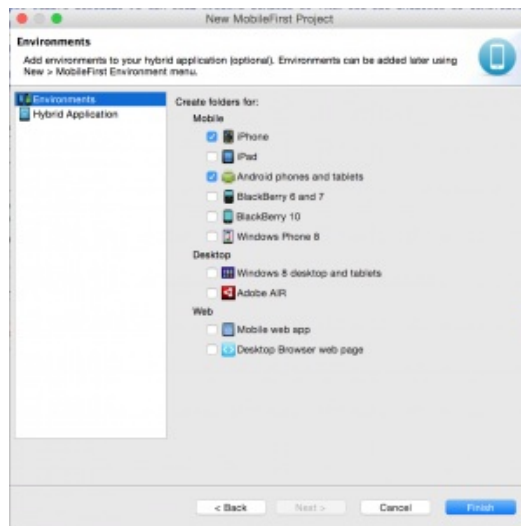 New MobileFirst Project
Environments
Add environments to your hybrid application (optional). Environments can be added later using
New > MobileFirst Environment menu.
Environments
Hybrid Application
Create folders for:
Mobile
iPhone
iPad
Android phones and tablets
BlackBerry 6 and 7
BlackBerry 10
Windows Phone 8
Desktop
Windows 8 desktop and tablets
Adobe AIR
Web
Mobile web app
Desktop Browser web page
< Back
Next >
Cancel
Finish